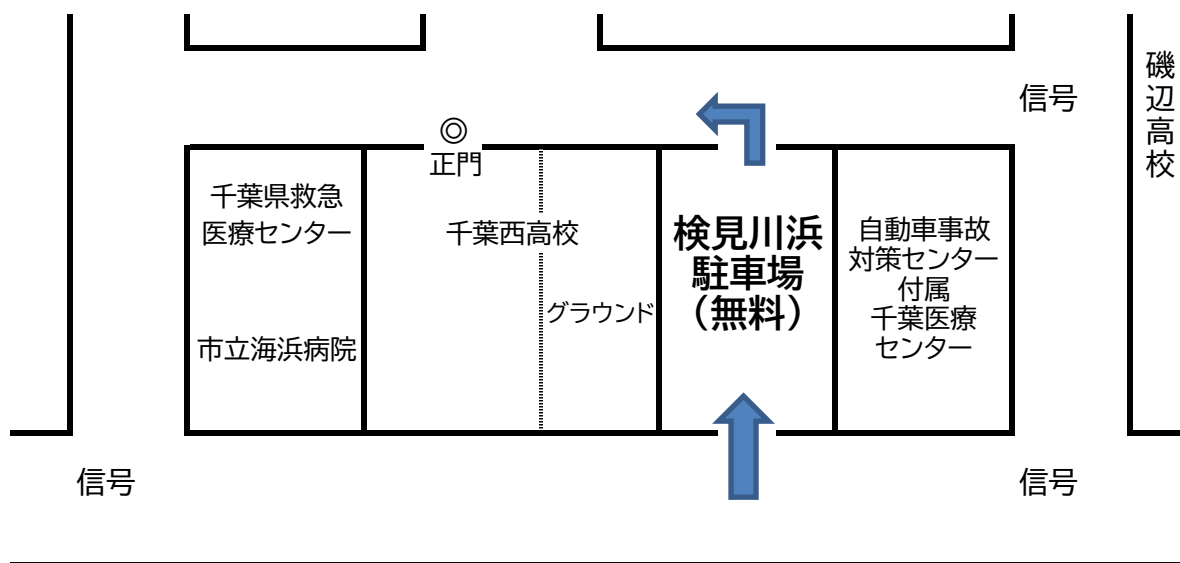 信号
磯辺高校
◎
正門
千葉県救急
医療センター
市立海浜病院
千葉西高校
グラウンド
検見川浜
駐車場
（無料）
自動車事故
対策センター
付属
千葉医療
センター
信号
信号